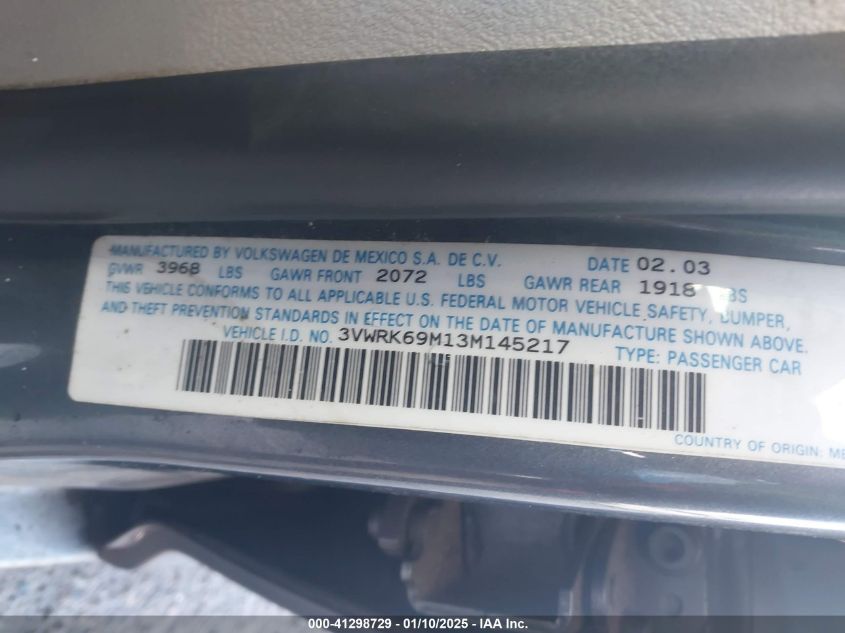 MANUFACTURED BY VOLKSWAGEN DE MEXICO S.A. DE C.V. DATE 02.03
GVWR 3968 LBS GAWR FRONT 2072 LBS GAWR REAR 1918 LBS
THIS VEHICLE CONFORMS TO ALL APPLICABLE U.S. FEDERAL MOTOR VEHICLE SAFETY, BUMPER,
AND THEFT PREVENTION STANDARDS IN EFFECT ON THE DATE OF MANUFACTURE SHOWN ABOVE.
VEHICLE I.D. NO. 3VWRK69M13M145217 TYPE: PASSENGER CAR
COUNTRY OF ORIGIN: ME
000-41298729 - 01/10/2025 - IAA Inc.